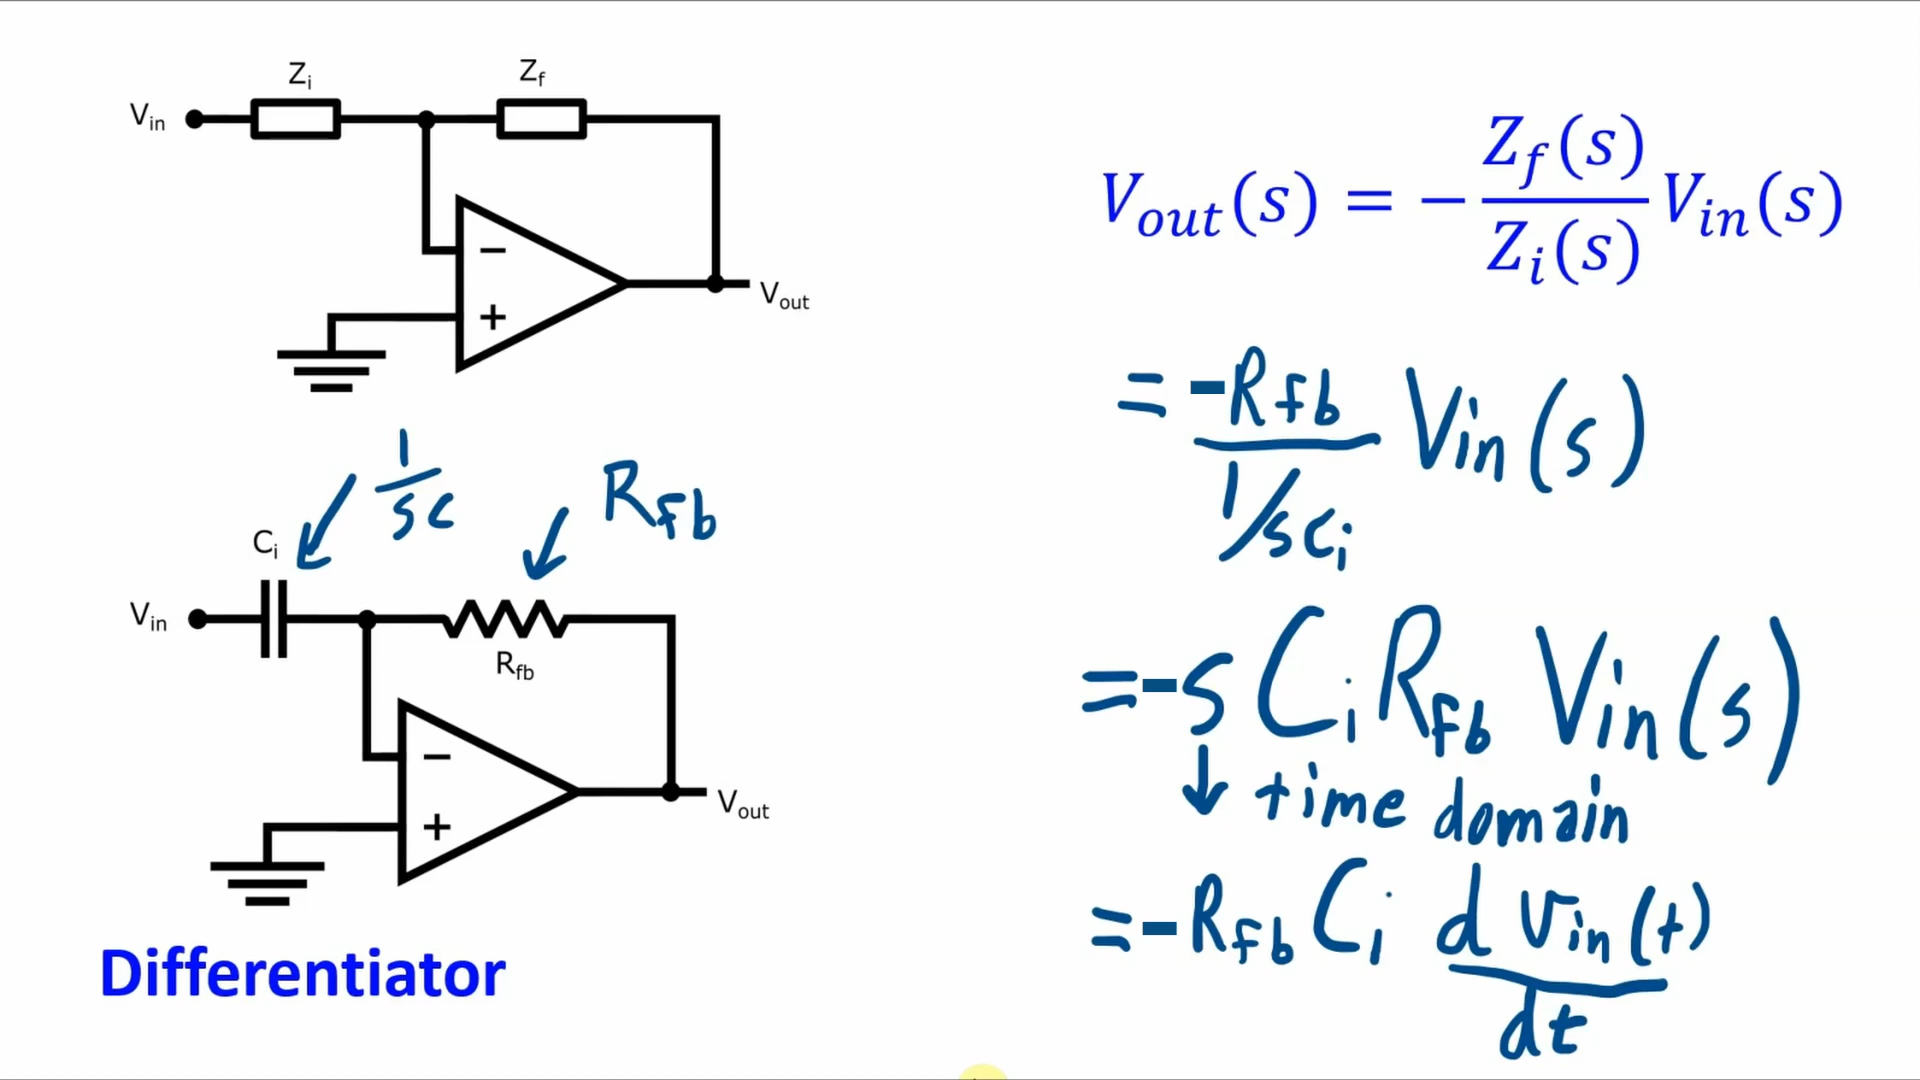 Zi Zf
Vin
Vout(s) = −Zf(s)/Zi(s) Vin(s)
−
+
Vout
= -Rfb/(1/sCi) Vin(s)
1/sC
Rfb
Ci
Vin
Rfb
= -s Ci Rfb Vin(s)
−
+
Vout
↓ time domain
= - Rfb Ci d Vin(t)/dt
Differentiator